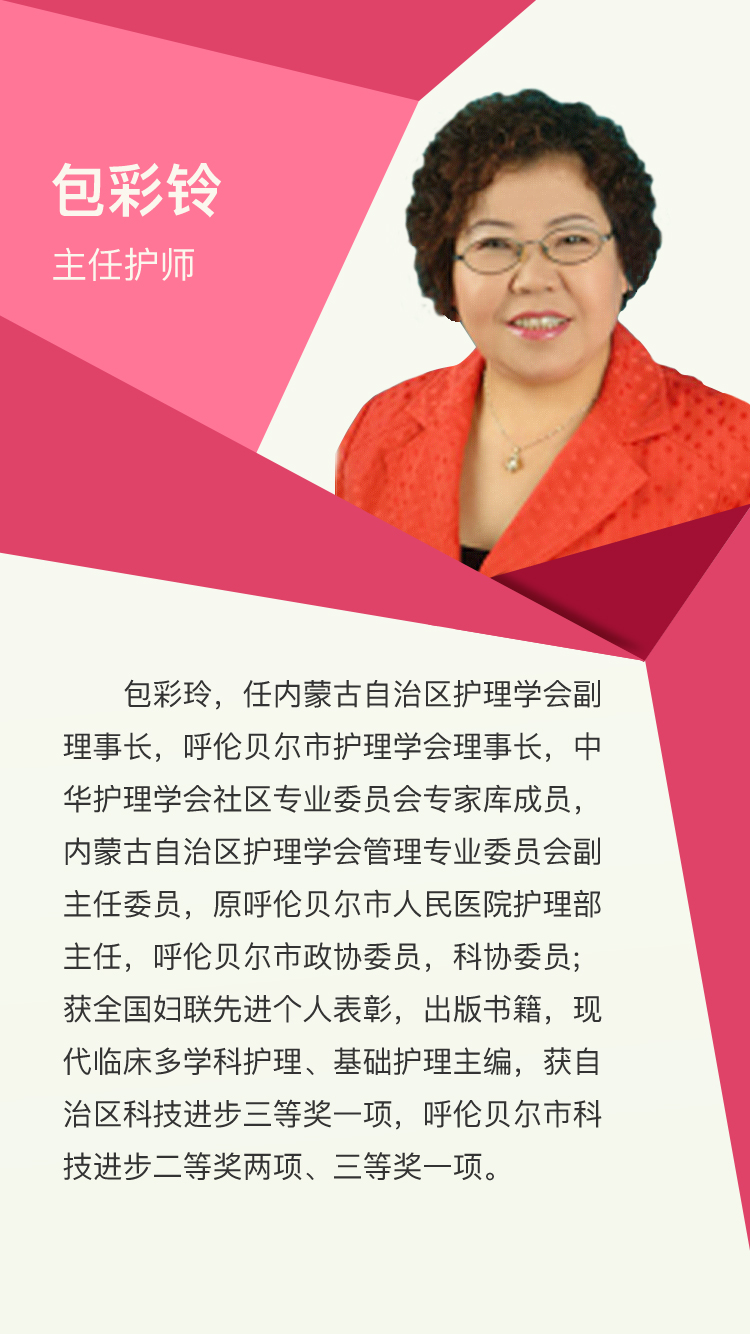 包彩铃
主任护师
包彩玲，任内蒙古自治区护理学会副
理事长，呼伦贝尔市护理学会理事长，中
华护理学会社区专业委员会专家库成员，
内蒙古自治区护理学会管理专业委员会副
主任委员，原呼伦贝尔市人民医院护理部
主任，呼伦贝尔市政协委员，科协委员；
获全国妇联先进个人表彰，出版书籍，现
代临床多学科护理、基础护理主编，获自
治区科技进步三等奖一项，呼伦贝尔市科
技进步二等奖两项、三等奖一项。